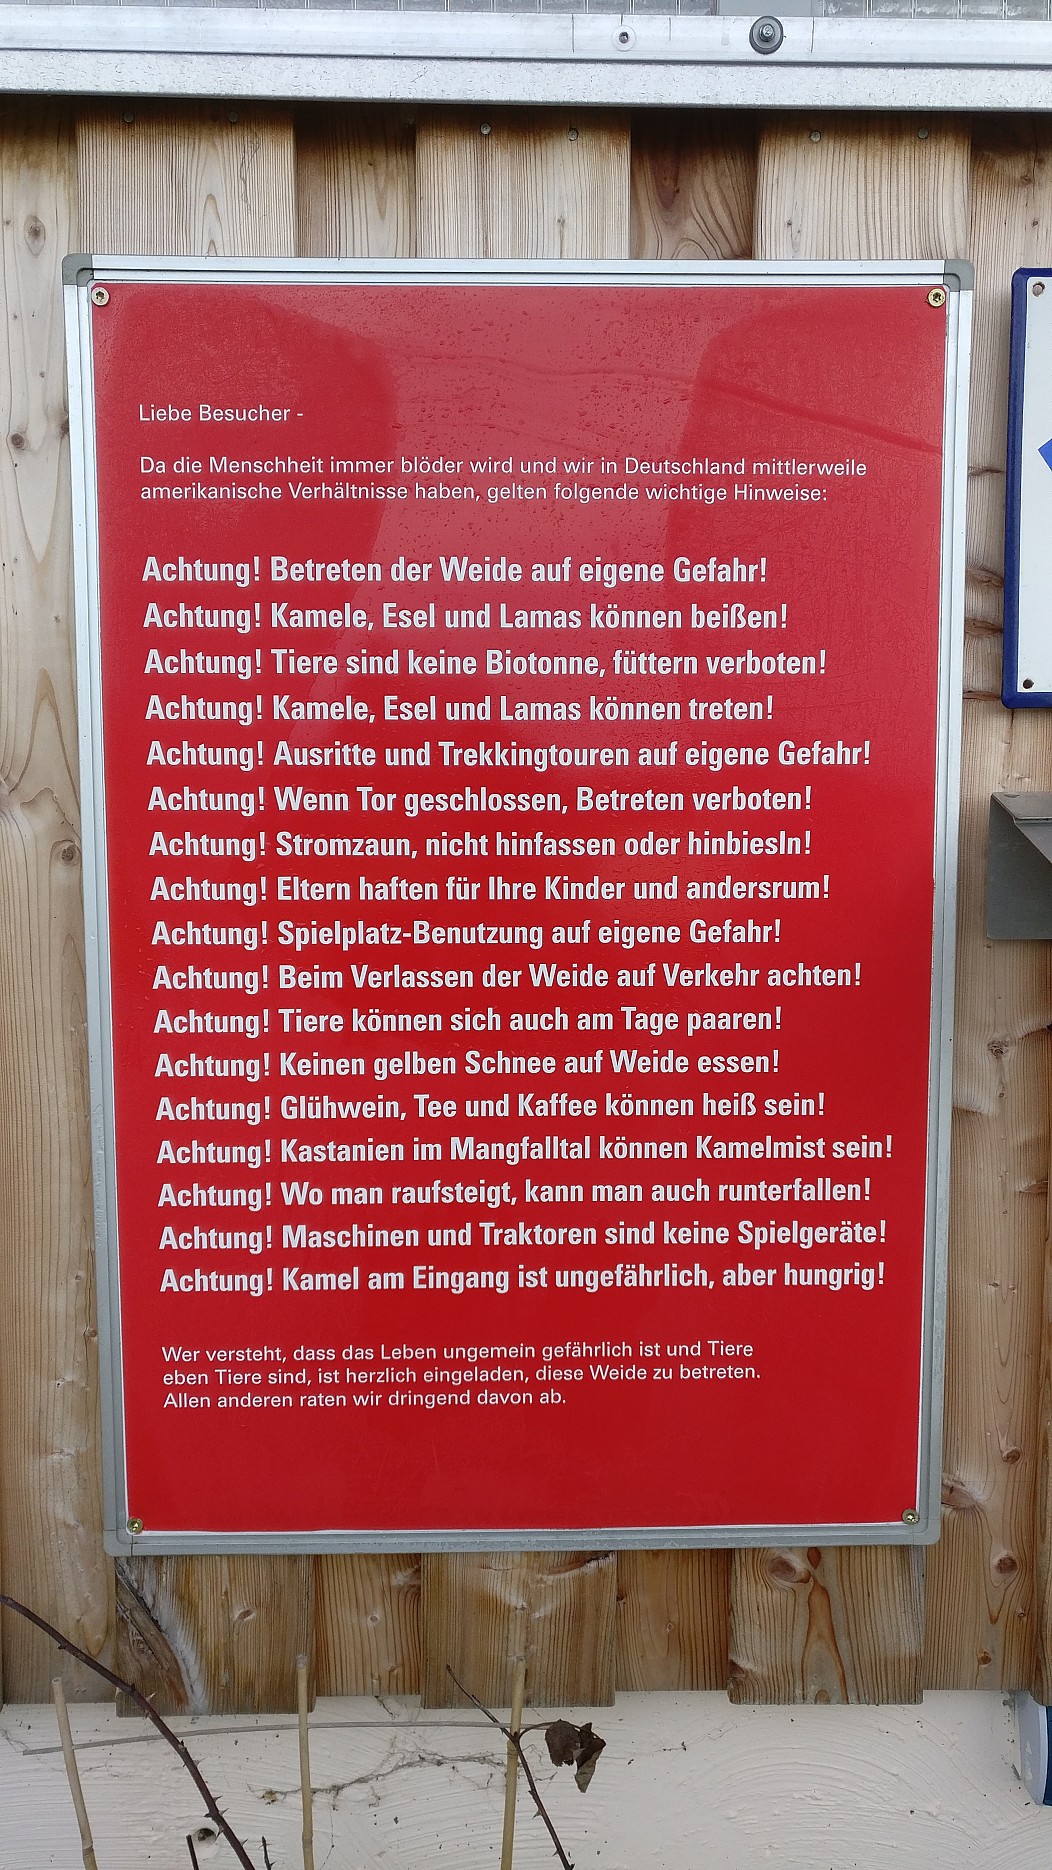 Liebe Besucher -
Da die Menschheit immer blöder wird und wir in Deutschland mittlerweile
amerikanische Verhältnisse haben, gelten folgende wichtige Hinweise:
Achtung! Betreten der Weide auf eigene Gefahr!
Achtung! Kamele, Esel und Lamas können beißen!
Achtung! Tiere sind keine Biotonne, füttern verboten!
Achtung! Kamele, Esel und Lamas können treten!
Achtung! Ausritte und Trekkingtouren auf eigene Gefahr!
Achtung! Wenn Tor geschlossen, Betreten verboten!
Achtung! Stromzaun, nicht hinfassen oder hinbiesln!
Achtung! Eltern haften für Ihre Kinder und andersrum!
Achtung! Spielplatz-Benutzung auf eigene Gefahr!
Achtung! Beim Verlassen der Weide auf Verkehr achten!
Achtung! Tiere können sich auch am Tage paaren!
Achtung! Keinen gelben Schnee auf Weide essen!
Achtung! Glühwein, Tee und Kaffee können heiß sein!
Achtung! Kastanien im Mangfalltal können Kamelmist sein!
Achtung! Wo man raufsteigt, kann man auch runterfallen!
Achtung! Maschinen und Traktoren sind keine Spielgeräte!
Achtung! Kamel am Eingang ist ungefährlich, aber hungrig!
Wer versteht, dass das Leben ungemein gefährlich ist und Tiere
eben Tiere sind, ist herzlich eingeladen, diese Weide zu betreten.
Allen anderen raten wir dringend davon ab.